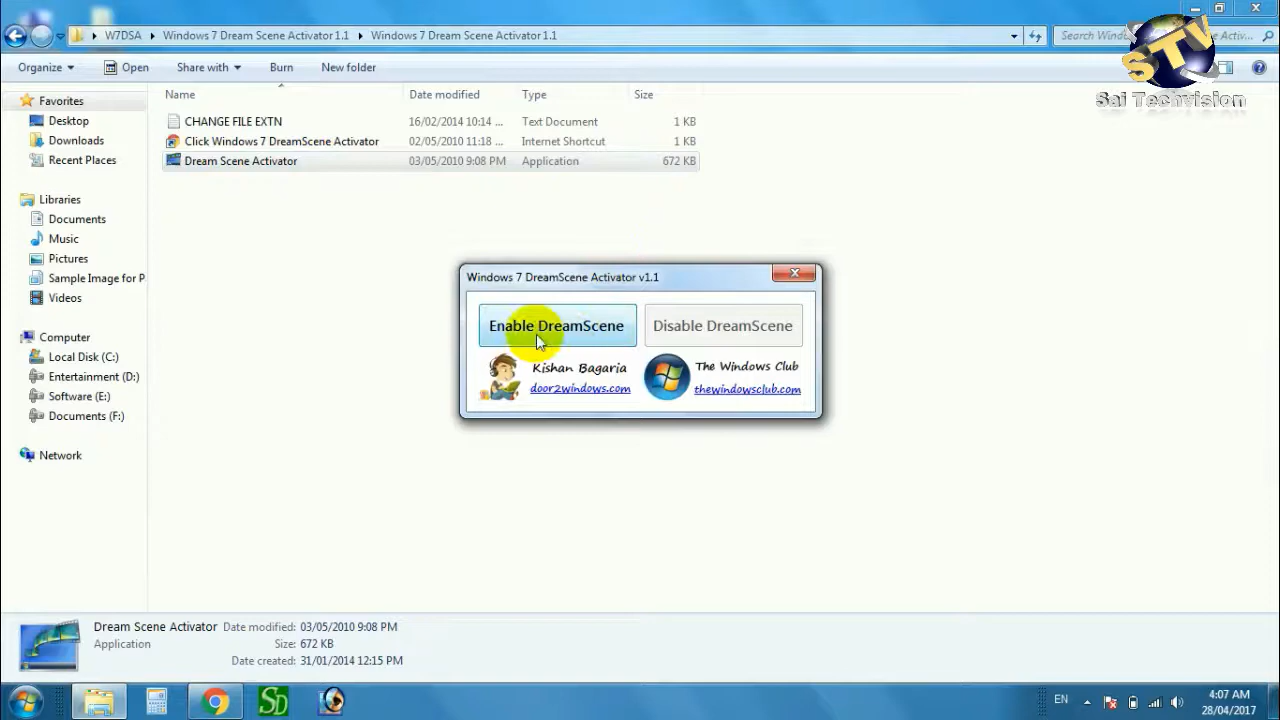 W7DSA Windows 7 Dream Scene Activator 1.1 Windows 7 Dream Scene Activator 1.1
STV
Sai Techvision
Organize Open Share with Burn New folder
Name Date modified Type Size
Favorites
Desktop
Downloads
Recent Places
Libraries
Documents
Music
Pictures
Sample Image for P
Videos
Computer
Local Disk (C:)
Entertainment (D:)
Software (E:)
Documents (F:)
Network
CHANGE FILE EXTN 16/02/2014 10:14 ... Text Document 1 KB
Click Windows 7 DreamScene Activator 02/05/2010 11:18 ... Internet Shortcut 1 KB
Dream Scene Activator 03/05/2010 9:08 PM Application 672 KB
Windows 7 DreamScene Activator v1.1
Enable DreamScene Disable DreamScene
Kishan Bagaria
door2windows.com
The Windows Club
thewindowsclub.com
Dream Scene Activator Date modified: 03/05/2010 9:08 PM
Application Size: 672 KB
Date created: 31/01/2014 12:15 PM
SD
EN
4:07 AM
28/04/2017